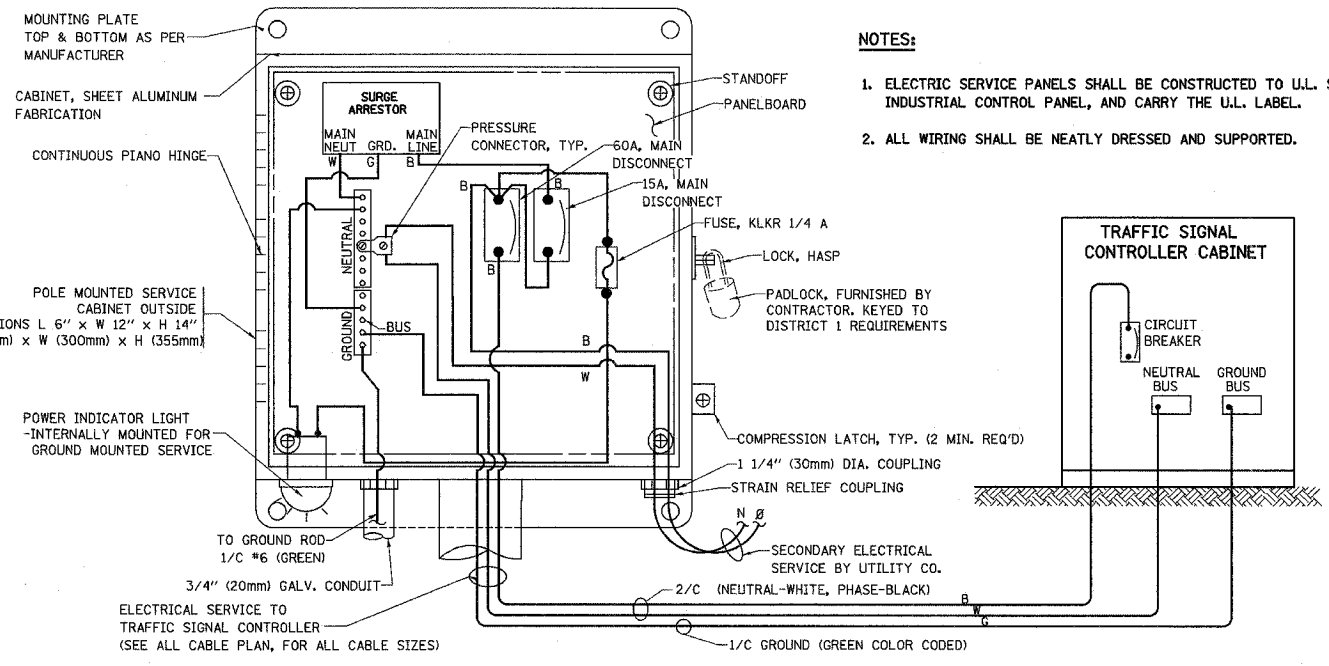 MOUNTING PLATE
TOP & BOTTOM AS PER
MANUFACTURER
CABINET, SHEET ALUMINUM
FABRICATION
CONTINUOUS PIANO HINGE
POLE MOUNTED SERVICE
CABINET OUTSIDE
L 6" x W 12" x H 14"
x W (300mm) x H (355mm)
POWER INDICATOR LIGHT
-INTERNALLY MOUNTED FOR
GROUND MOUNTED SERVICE
SURGE
ARRESTOR
MAIN NEUT
GRD.
MAIN LINE
W
G
B
PRESSURE
CONNECTOR, TYP.
STANDOFF
PANELBOARD
60A, MAIN
DISCONNECT
15A, MAIN
DISCONNECT
B
B
B
FUSE, KLKR 1/4 A
LOCK, HASP
PADLOCK, FURNISHED BY
CONTRACTOR. KEYED TO
DISTRICT 1 REQUIREMENTS
NEUTRAL
GROUND
BUS
B
W
COMPRESSION LATCH, TYP. (2 MIN. REQ'D)
1 1/4" (30mm) DIA. COUPLING
STRAIN RELIEF COUPLING
N Ø
SECONDARY ELECTRICAL
SERVICE BY UTILITY CO.
TO GROUND ROD
1/C #6 (GREEN)
3/4" (20mm) GALV. CONDUIT
ELECTRICAL SERVICE TO
TRAFFIC SIGNAL CONTROLLER
(SEE ALL CABLE PLAN, FOR ALL CABLE SIZES)
2/C (NEUTRAL-WHITE, PHASE-BLACK)
B
W
G
1/C GROUND (GREEN COLOR CODED)
NOTES:
1. ELECTRIC SERVICE PANELS SHALL BE CONSTRUCTED TO U.L.
INDUSTRIAL CONTROL PANEL, AND CARRY THE U.L. LABEL.
2. ALL WIRING SHALL BE NEATLY DRESSED AND SUPPORTED.
TRAFFIC SIGNAL
CONTROLLER CABINET
CIRCUIT
BREAKER
NEUTRAL
BUS
GROUND
BUS